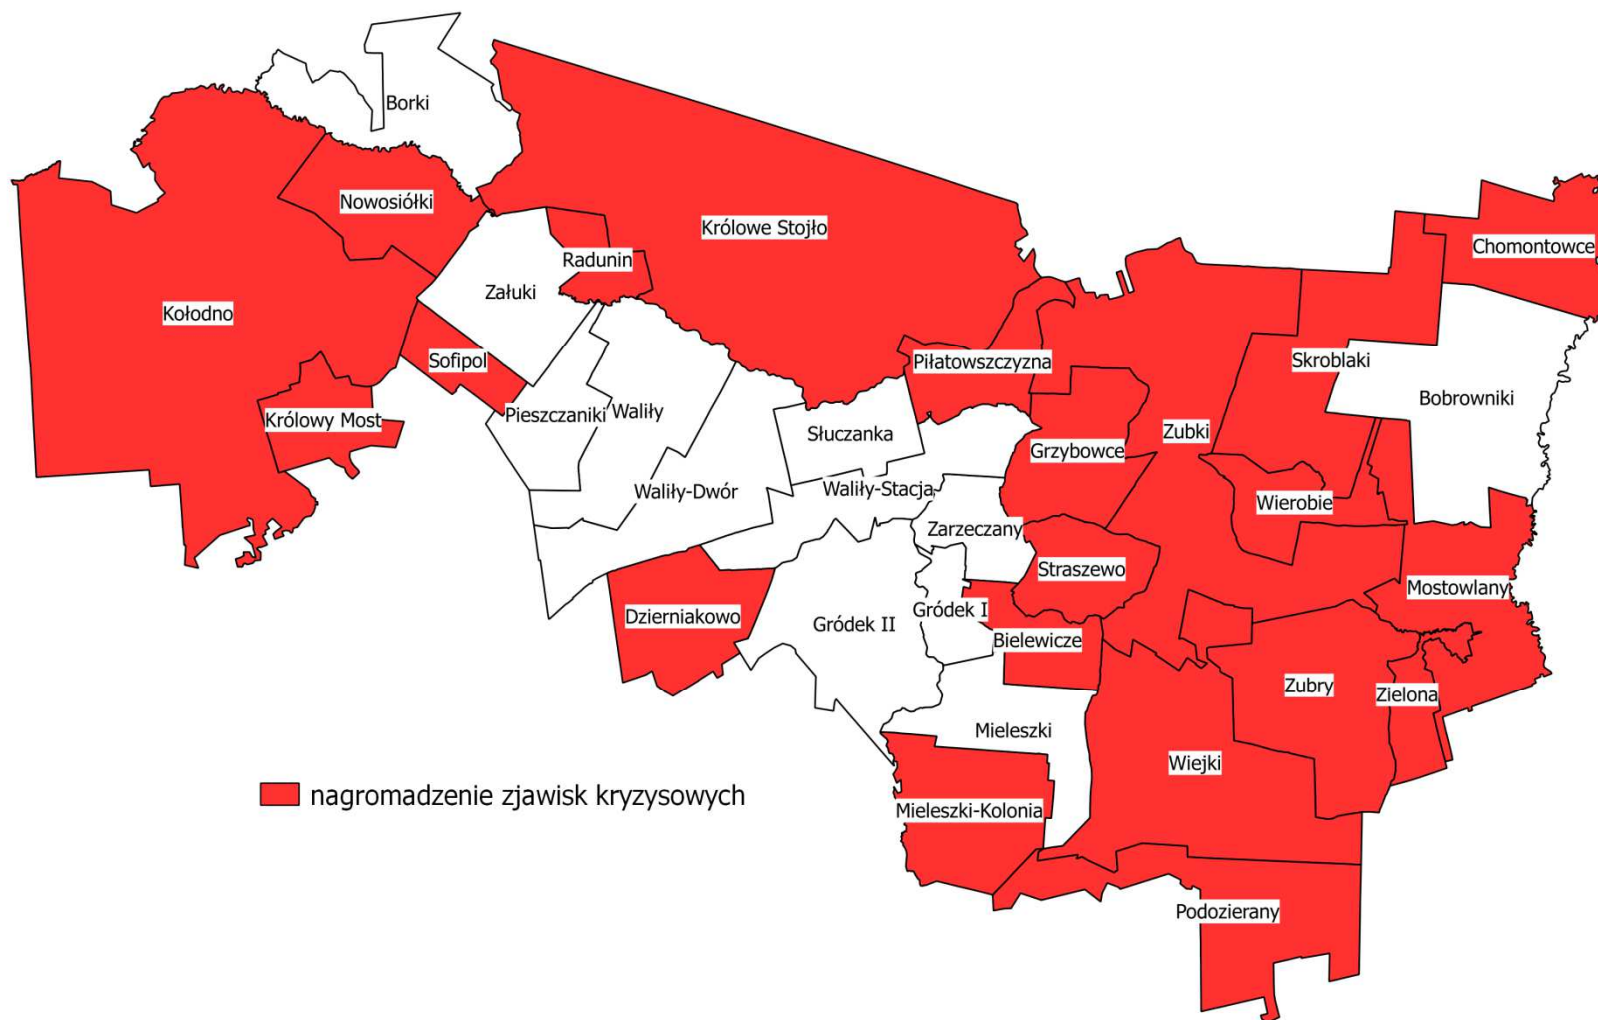 Borki
Nowosiółki
Królowe Stojło
Chomontowce
Radunin
Załuki
Kołodno
Sofipol
Piłatowszczyzna
Skroblaki
Bobrowniki
Królowy Most
Pieszczaniki
Waliły
Słuczanka
Grzybowce
Zubki
Waliły-Dwór
Waliły-Stacja
Wierobie
Zarzeczany
Straszewo
Mostowlany
Dzierniakowo
Gródek II
Gródek I
Bielewicze
Zubry
Zielona
Mieleszki
Wiejki
nagromadzenie zjawisk kryzysowych
Mieleszki-Kolonia
Podozierany